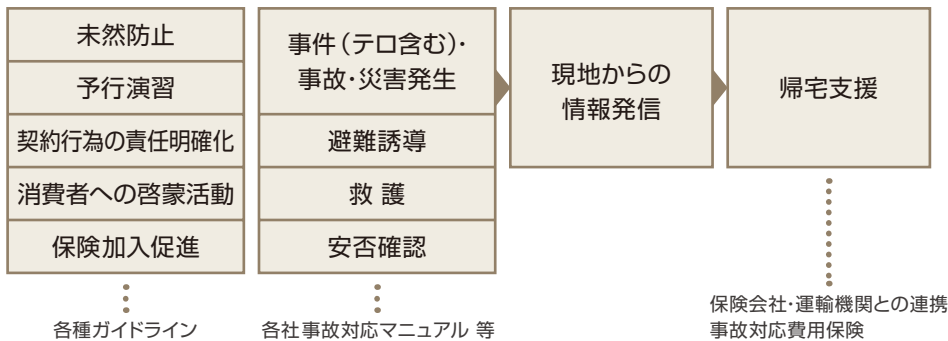 未然防止
予行演習
契約行為の責任明確化
消費者への啓蒙活動
保険加入促進
各種ガイドライン
事件(テロ含む)・
事故・災害発生
避難誘導
救 護
安否確認
各社事故対応マニュアル 等
現地からの
情報発信
帰宅支援
保険会社・運輸機関との連携
事故対応費用保険